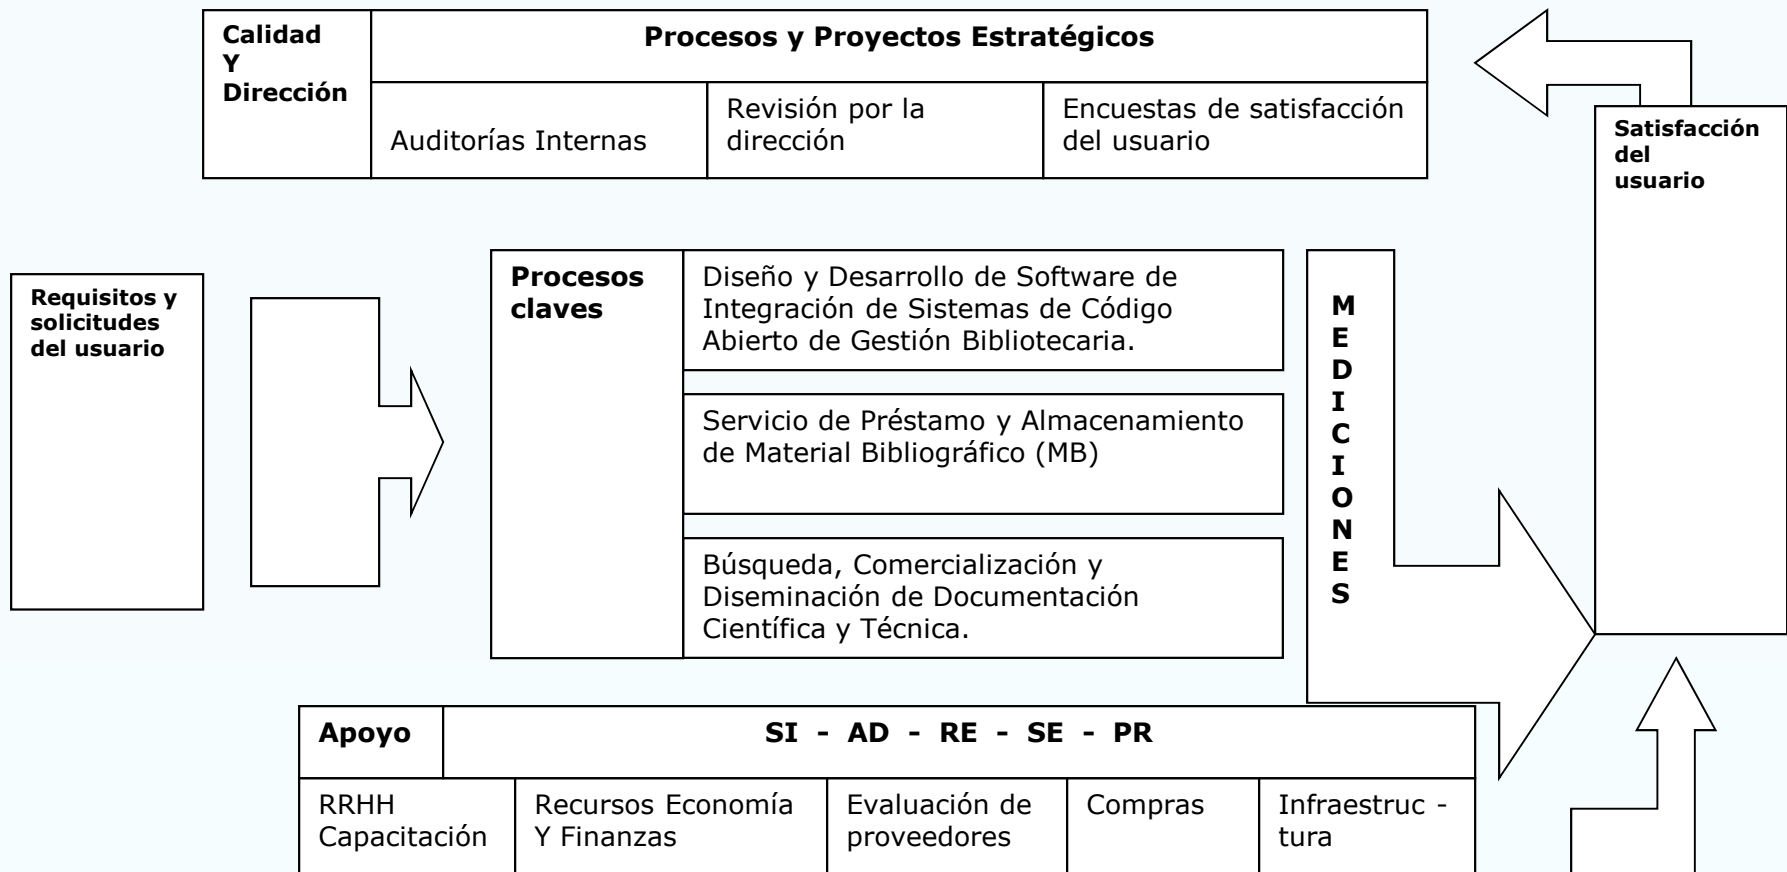 Calidad
Y
Dirección
Procesos y Proyectos Estratégicos
Auditorías Internas
Revisión por la
dirección
Encuestas de satisfacción
del usuario
Satisfacción
del
usuario
Requisitos y
solicitudes
del usuario
Procesos
claves
Diseño y Desarrollo de Software de
Integración de Sistemas de Código
Abierto de Gestión Bibliotecaria.
Servicio de Préstamo y Almacenamiento
de Material Bibliográfico (MB)
Búsqueda, Comercialización y
Diseminación de Documentación
Científica y Técnica.
M
E
D
I
C
I
O
N
E
S
Apoyo
SI - AD - RE - SE - PR
RRHH
Capacitación
Recursos Economía
Y Finanzas
Evaluación de
proveedores
Compras
Infraestruc -
tura